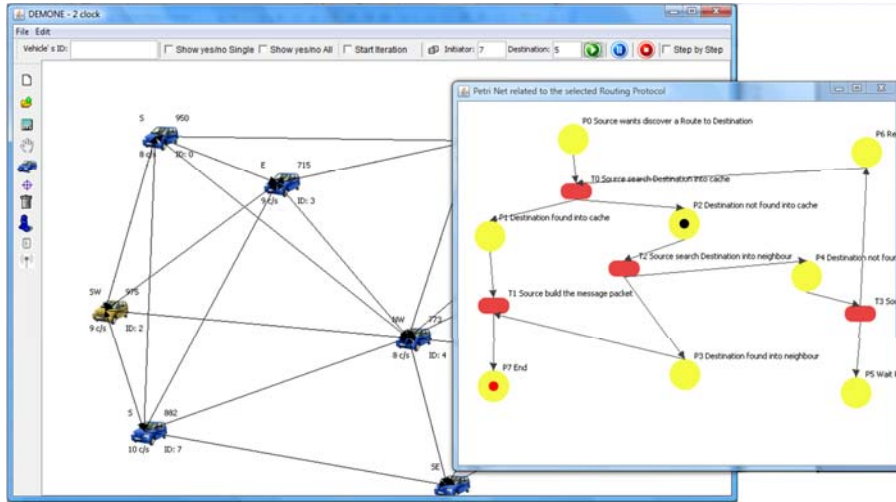 DEMONE - 2 clock
File Edit
Vehicle's ID: Show yes/no Single Show yes/no All Start Iteration Initiator: 7 Destination: 5 Step by Step
S 950
8 c/s ID: 0
E 715
9 c/s ID: 3
SW 975
9 c/s ID: 2
NW 773
8 c/s ID: 4
S 882
10 c/s ID: 7
SE
Petri Net related to the selected Routing Protocol
P0 Source wants discover a Route to Destination
P6 Re
T0 Source search Destination into cache
P1 Destination found into cache
P2 Destination not found into cache
T2 Source search Destination into neighbour
P4 Destination not foun
T1 Source build the message packet
T3 Sou
P3 Destination found into neighbour
P7 End
P5 Wait